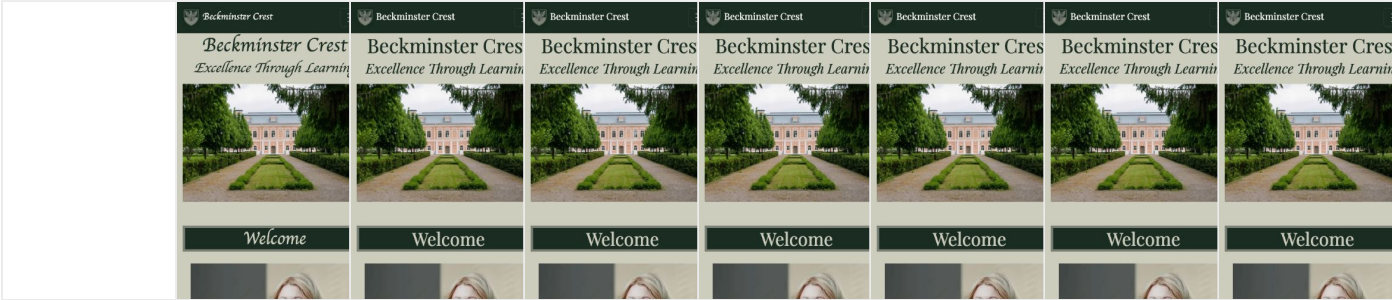 Beckminster Crest
Beckminster Crest
Excellence Through Learning
Welcome
Beckminster Crest
Beckminster Cres
Excellence Through Learnin
Welcome
Beckminster Crest
Beckminster Cres
Excellence Through Learnin
Welcome
Beckminster Crest
Beckminster Cres
Excellence Through Learnin
Welcome
Beckminster Crest
Beckminster Cres
Excellence Through Learnin
Welcome
Beckminster Crest
Beckminster Cres
Excellence Through Learnin
Welcome
Beckminster Crest
Beckminster Cres
Excellence Through Learnin
Welcome